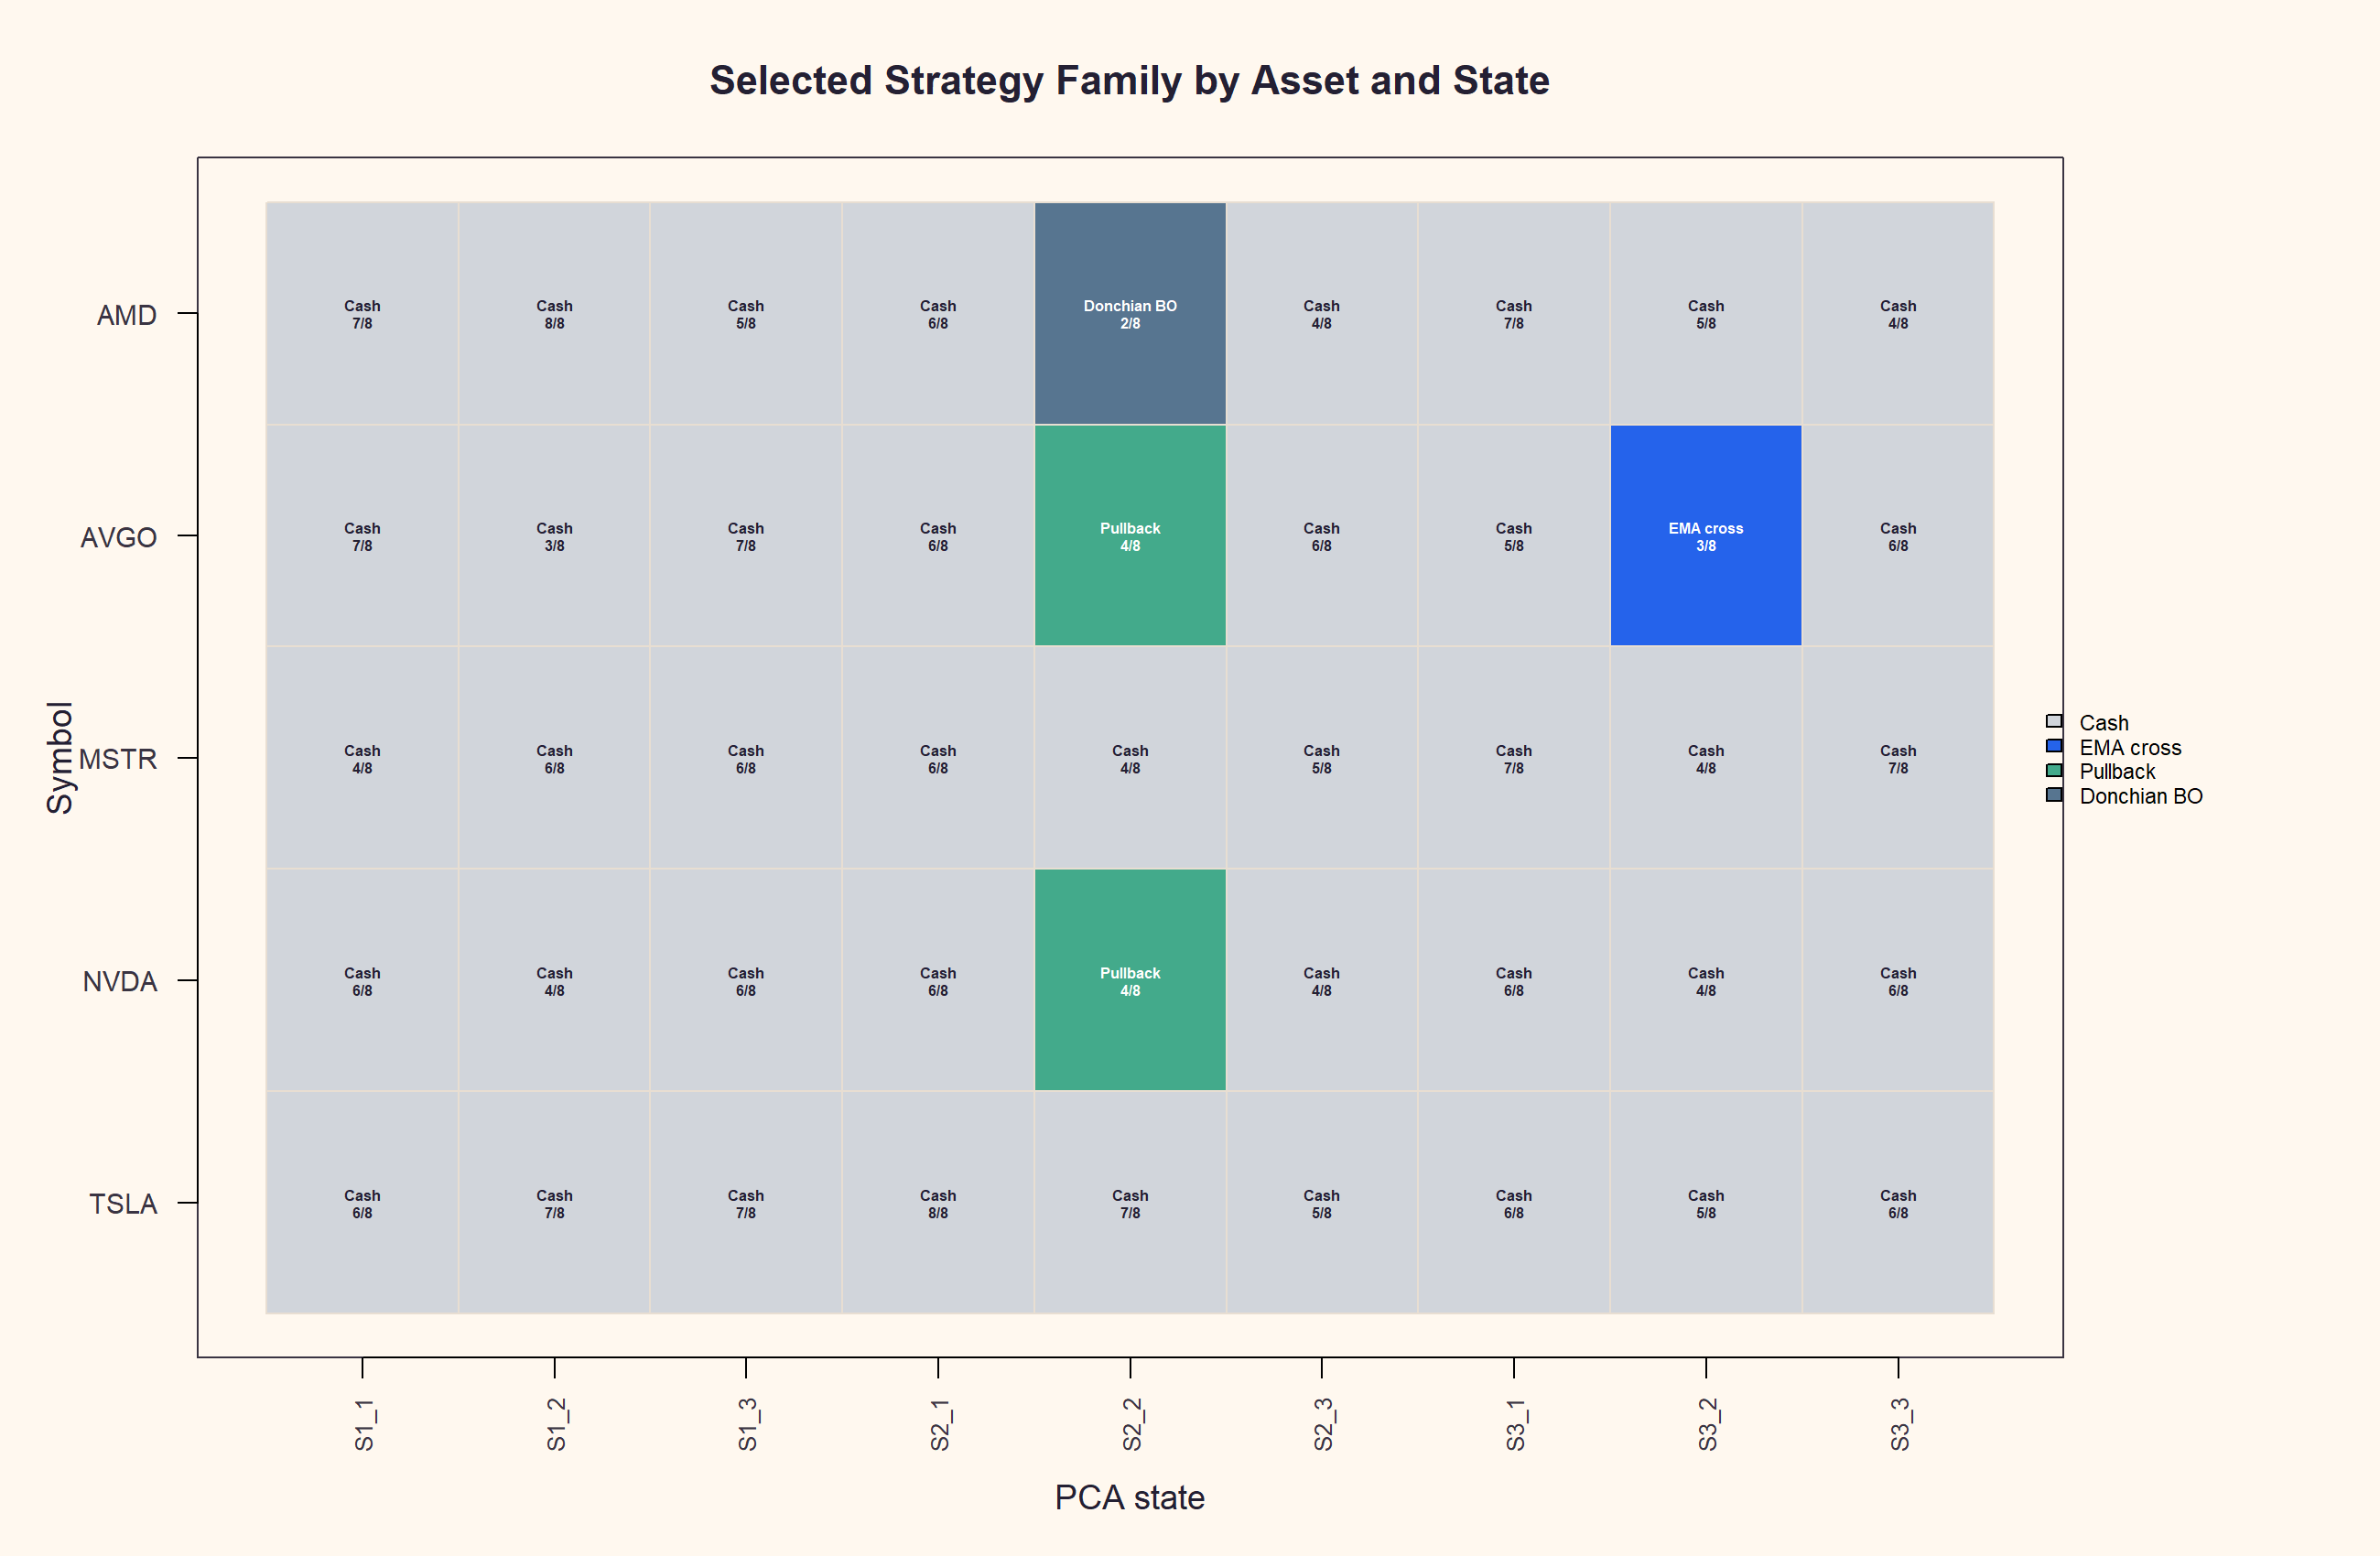 Selected Strategy Family by Asset and State
Symbol
AMD
Cash
7/8
Cash
8/8
Cash
5/8
Cash
6/8
Donchian BO
2/8
Cash
4/8
Cash
7/8
Cash
5/8
Cash
4/8
AVGO
Cash
7/8
Cash
3/8
Cash
7/8
Cash
6/8
Pullback
4/8
Cash
6/8
Cash
5/8
EMA cross
3/8
Cash
6/8
MSTR
Cash
4/8
Cash
6/8
Cash
6/8
Cash
6/8
Cash
4/8
Cash
5/8
Cash
7/8
Cash
4/8
Cash
7/8
NVDA
Cash
6/8
Cash
4/8
Cash
6/8
Cash
6/8
Pullback
4/8
Cash
4/8
Cash
6/8
Cash
4/8
Cash
6/8
TSLA
Cash
6/8
Cash
7/8
Cash
7/8
Cash
8/8
Cash
7/8
Cash
5/8
Cash
6/8
Cash
5/8
Cash
6/8
S1_1
S1_2
S1_3
S2_1
S2_2
S2_3
S3_1
S3_2
S3_3
PCA state
Cash
EMA cross
Pullback
Donchian BO